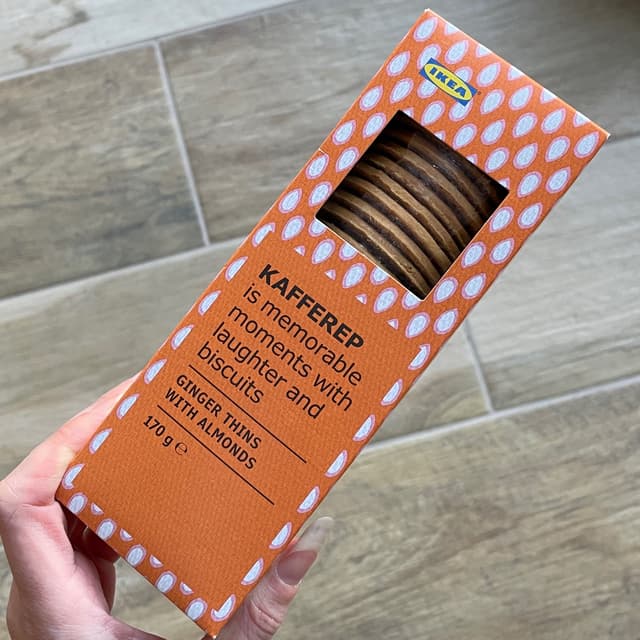 IKEA
KAFFEREP
is memorable
moments with
laughter and
biscuits
GINGER THINS
WITH ALMONDS
170 g ℮